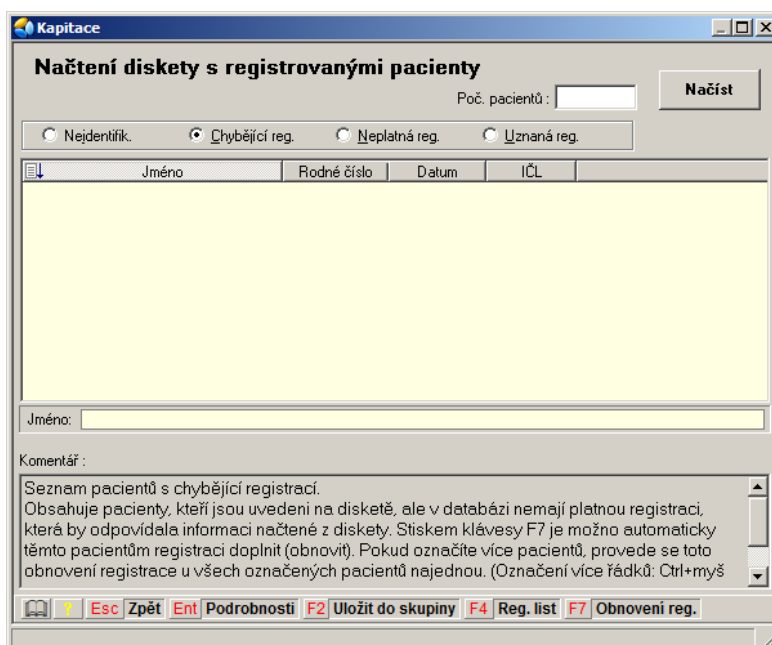 Kapitace
Načtení diskety s registrovanými pacienty
Poč. pacientů :
Načíst
Nejdentifik. Chybějící reg. Neplatná reg. Uznaná reg.
Jméno Rodné číslo Datum IČL
Jméno:
Komentář :
Seznam pacientů s chybějící registrací.
Obsahuje pacienty, kteří jsou uvedeni na disketě, ale v databázi nemají platnou registraci,
která by odpovídala informaci načtené z diskety. Stiskem klávesy F7 je možno automaticky
těmto pacientům registraci doplnit (obnovit). Pokud označíte více pacientů, provede se toto
obnovení registrace u všech označených pacientů najednou. (Označení více řádků: Ctrl+myš
? Esc Zpět Ent Podrobnosti F2 Uložit do skupiny F4 Reg. list F7 Obnovení reg.